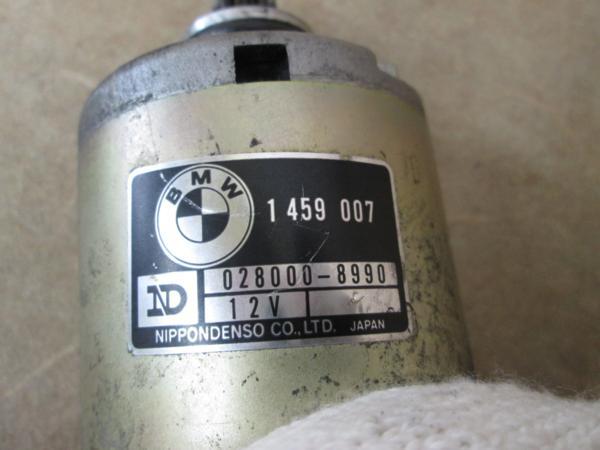 BMW
1 459 007
028000-8990
ND
12V
NIPPONDENSO CO., LTD. JAPAN